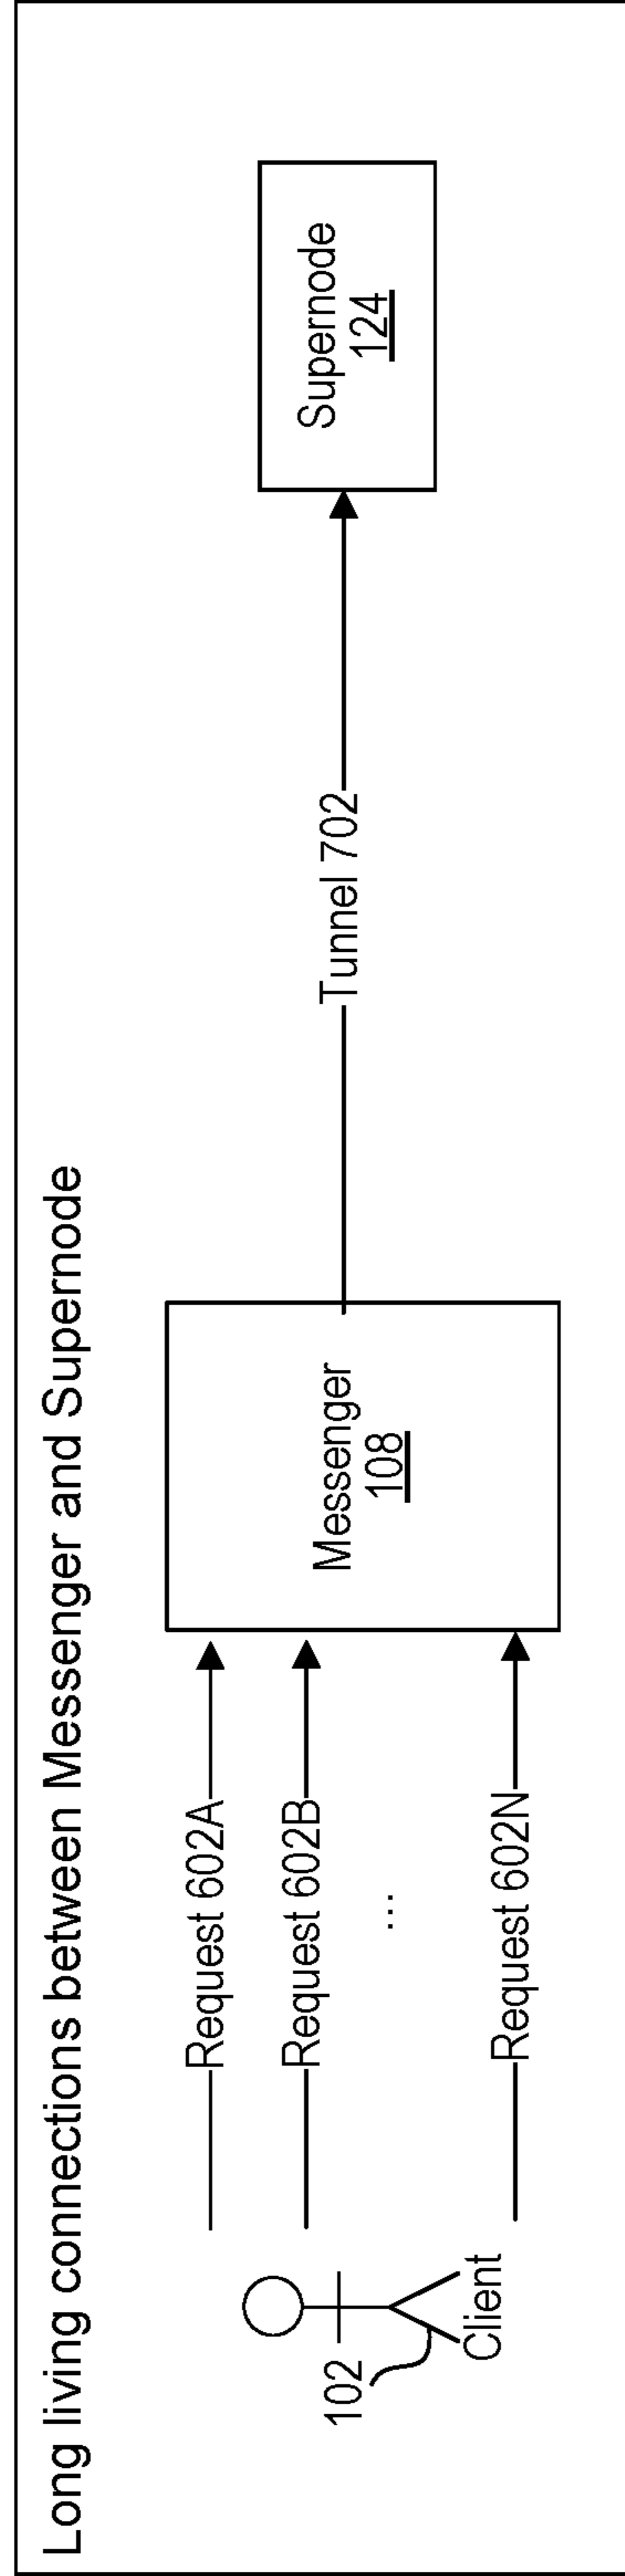 Long living connections between Messenger and Supernode
102
Client
Request 602A
Request 602B
...
Request 602N
Messenger
108
Tunnel 702
Supernode
124